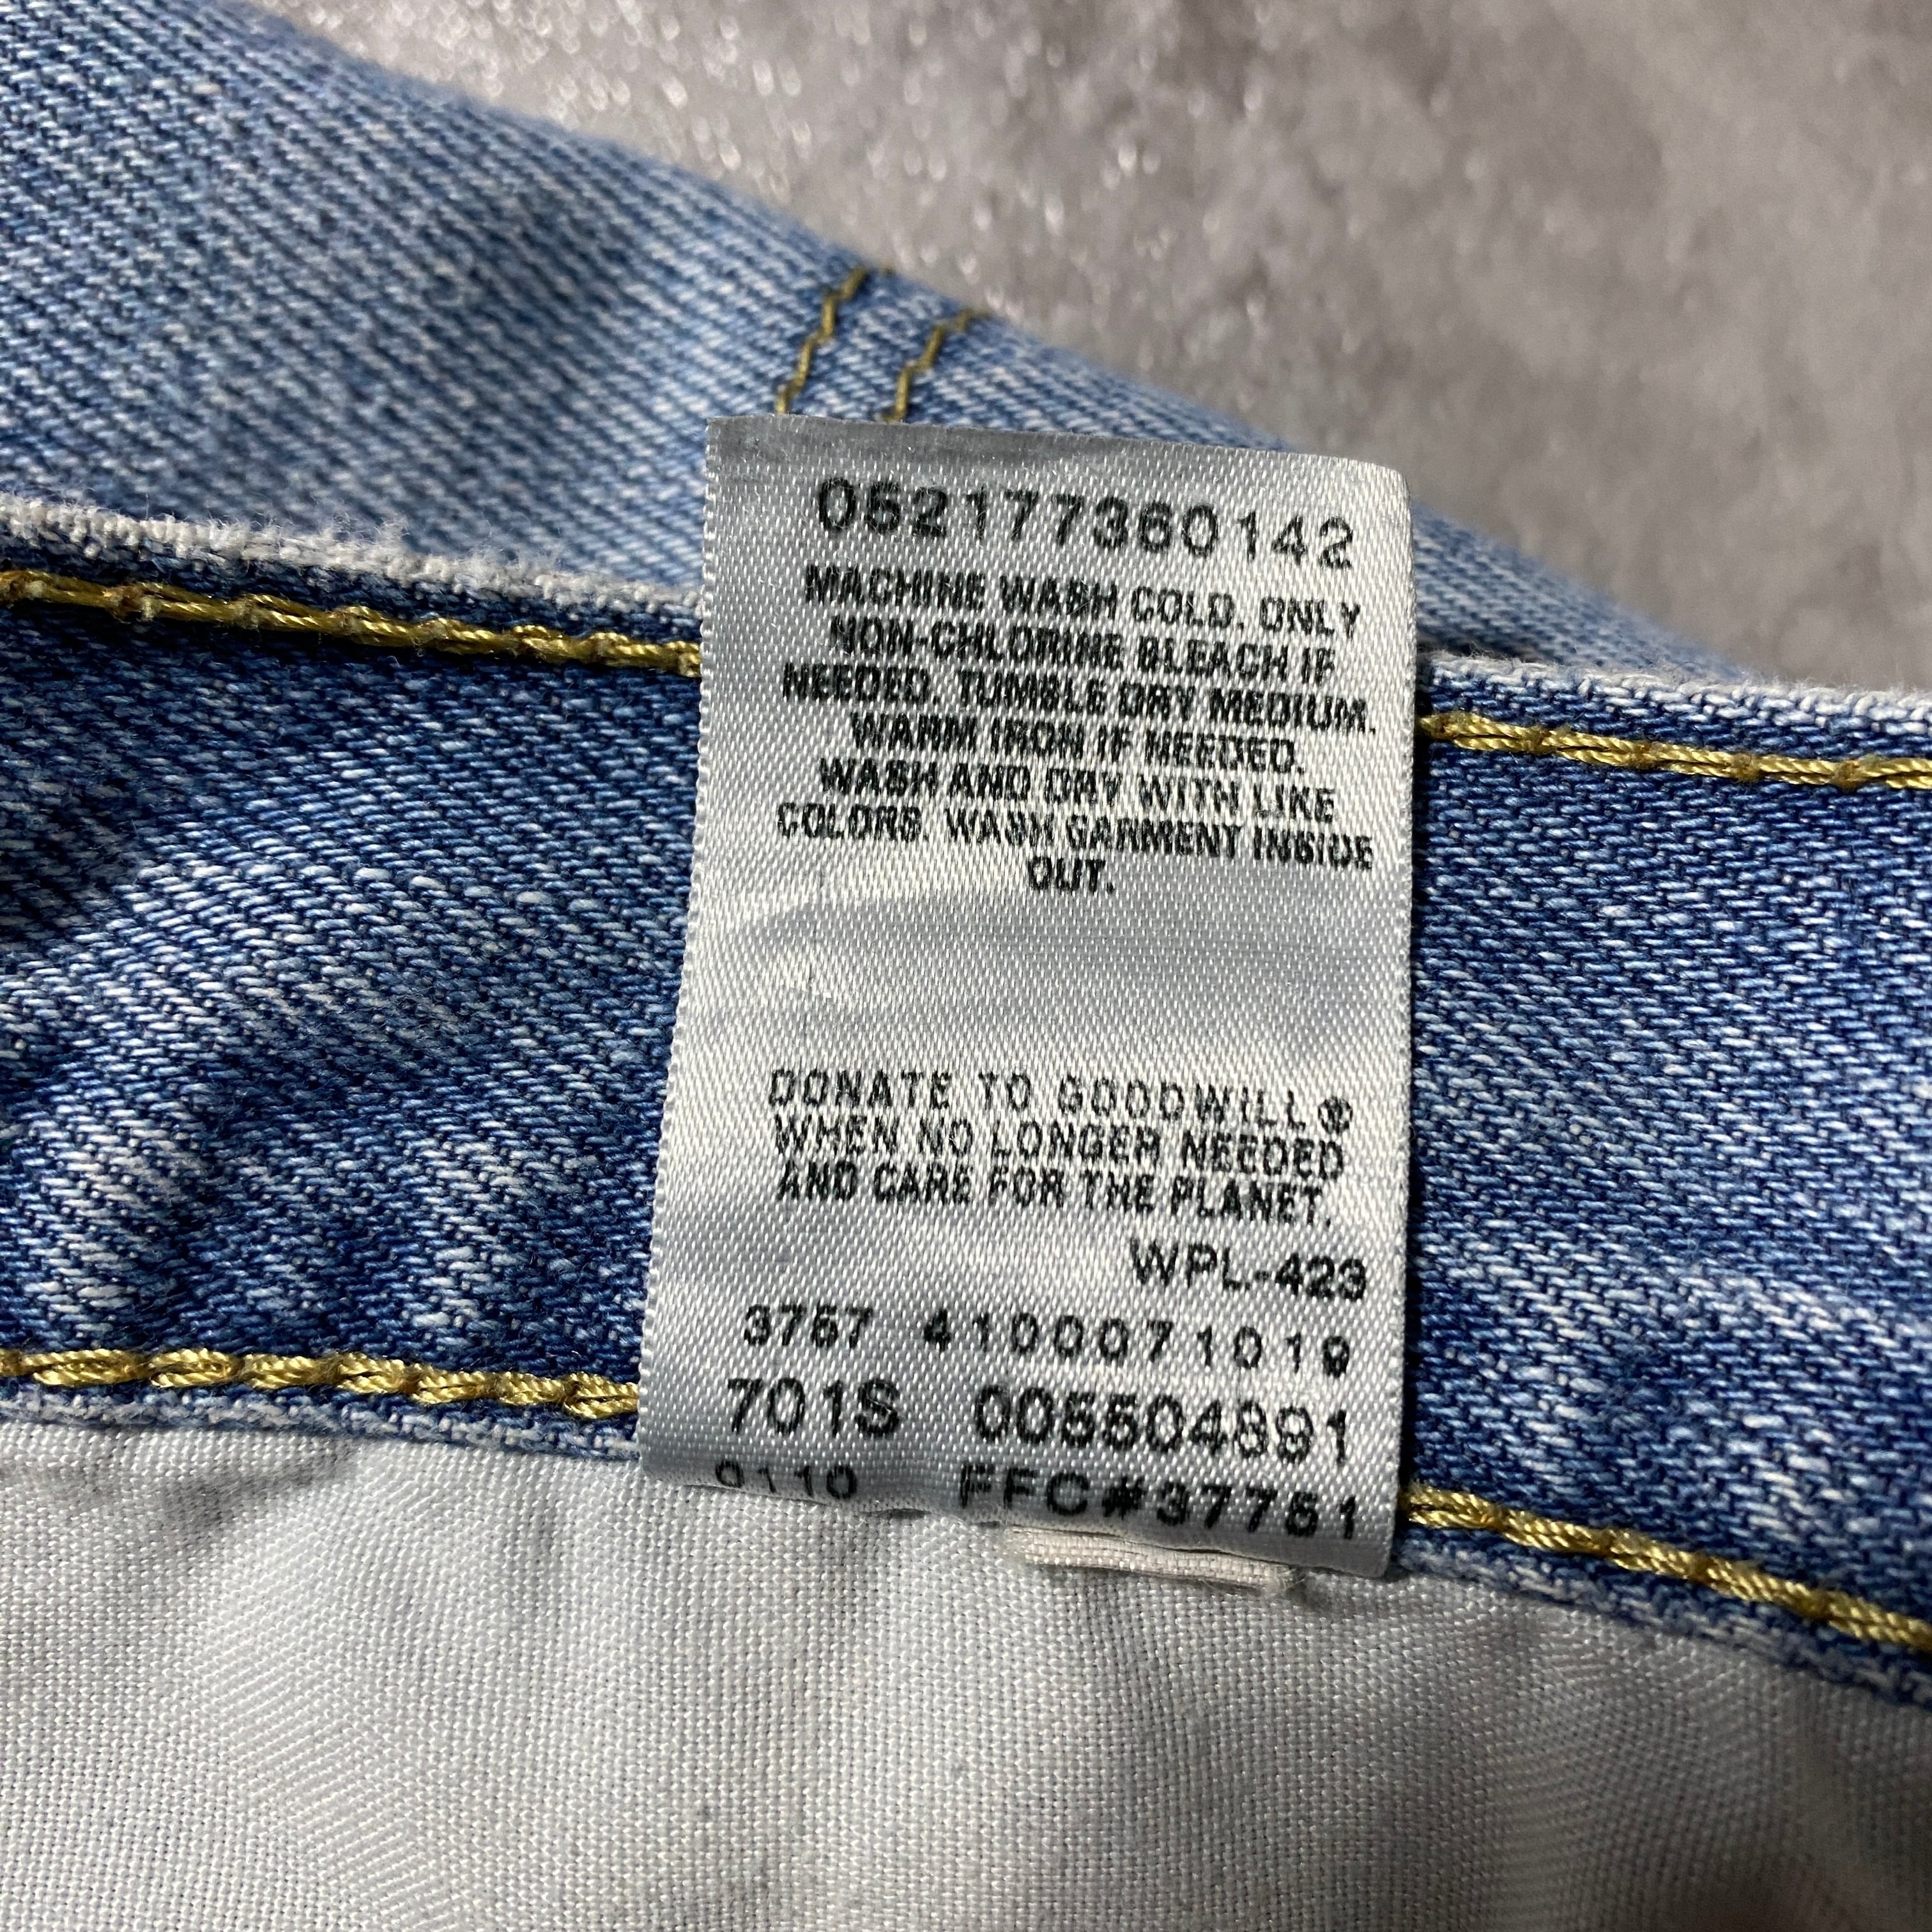 052177360142
MACHINE WASH COLD. ONLY
NON-CHLORINE BLEACH IF
NEEDED. TUMBLE DRY MEDIUM.
WARM IRON IF NEEDED.
WASH AND DRY WITH LIKE
COLORS. WASH GARMENT INSIDE
OUT.
DONATE TO GOODWILL®
WHEN NO LONGER NEEDED
AND CARE FOR THE PLANET.
WPL-423
3757 4100071019
701S 005504891
0110 FFC#37751